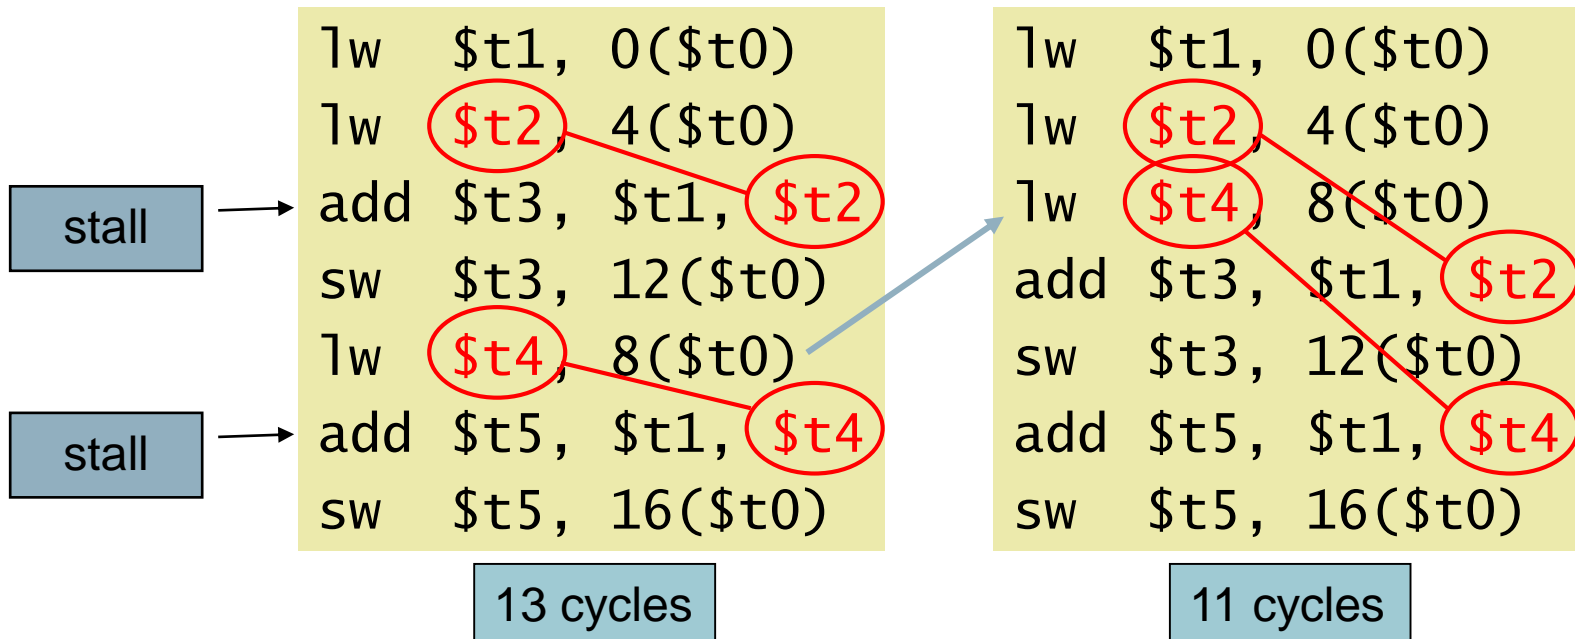 lw $t1, 0($t0)
lw $t2, 4($t0)
stall
add $t3, $t1, $t2
sw $t3, 12($t0)
lw $t4, 8($t0)
stall
add $t5, $t1, $t4
sw $t5, 16($t0)
13 cycles
lw $t1, 0($t0)
lw $t2, 4($t0)
lw $t4, 8($t0)
add $t3, $t1, $t2
sw $t3, 12($t0)
add $t5, $t1, $t4
sw $t5, 16($t0)
11 cycles